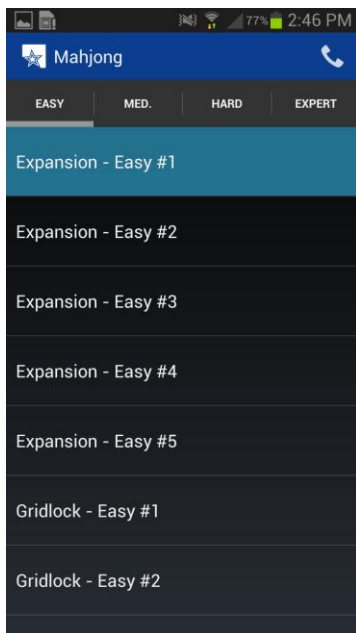 77% 2:46 PM
Mahjong
EASY MED. HARD EXPERT
Expansion - Easy #1
Expansion - Easy #2
Expansion - Easy #3
Expansion - Easy #4
Expansion - Easy #5
Gridlock - Easy #1
Gridlock - Easy #2